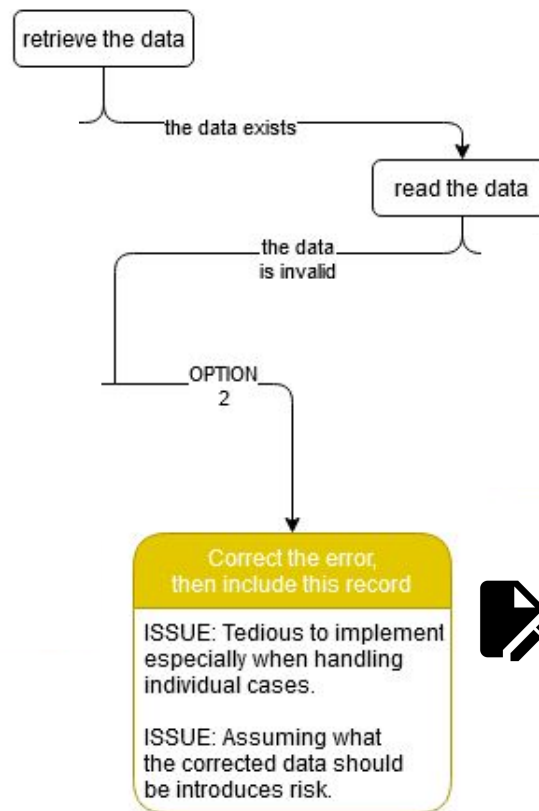 retrieve the data
the data exists
read the data
the data
is invalid
OPTION
2
Correct the error,
then include this record
ISSUE: Tedious to implement
especially when handling
individual cases.
ISSUE: Assuming what
the corrected data should
be introduces risk.